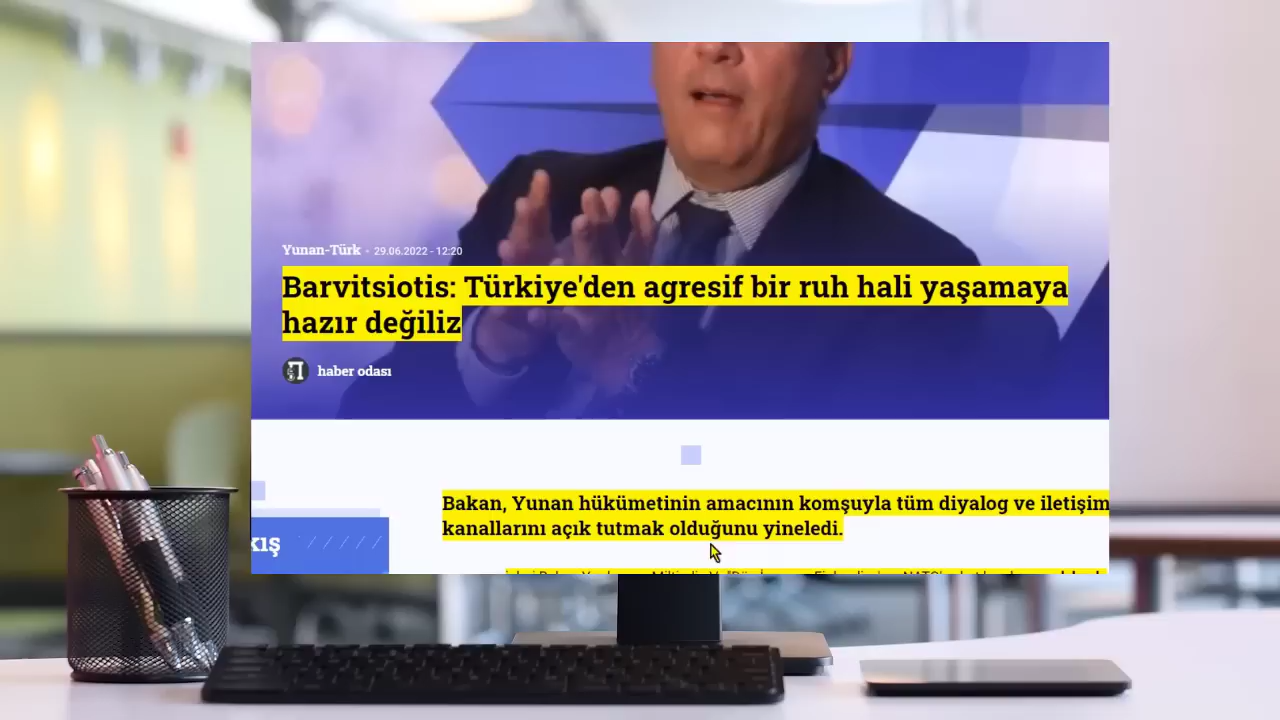 Yunan-Türk - 29.06.2022 - 12:20
Barvitsiotis: Türkiye'den agresif bir ruh hali yaşamaya
hazır değiliz
haber odası
Bakan, Yunan hükümetinin amacının komşuyla tüm diyalog ve iletişim
kanallarını açık tutmak olduğunu yineledi.
kış